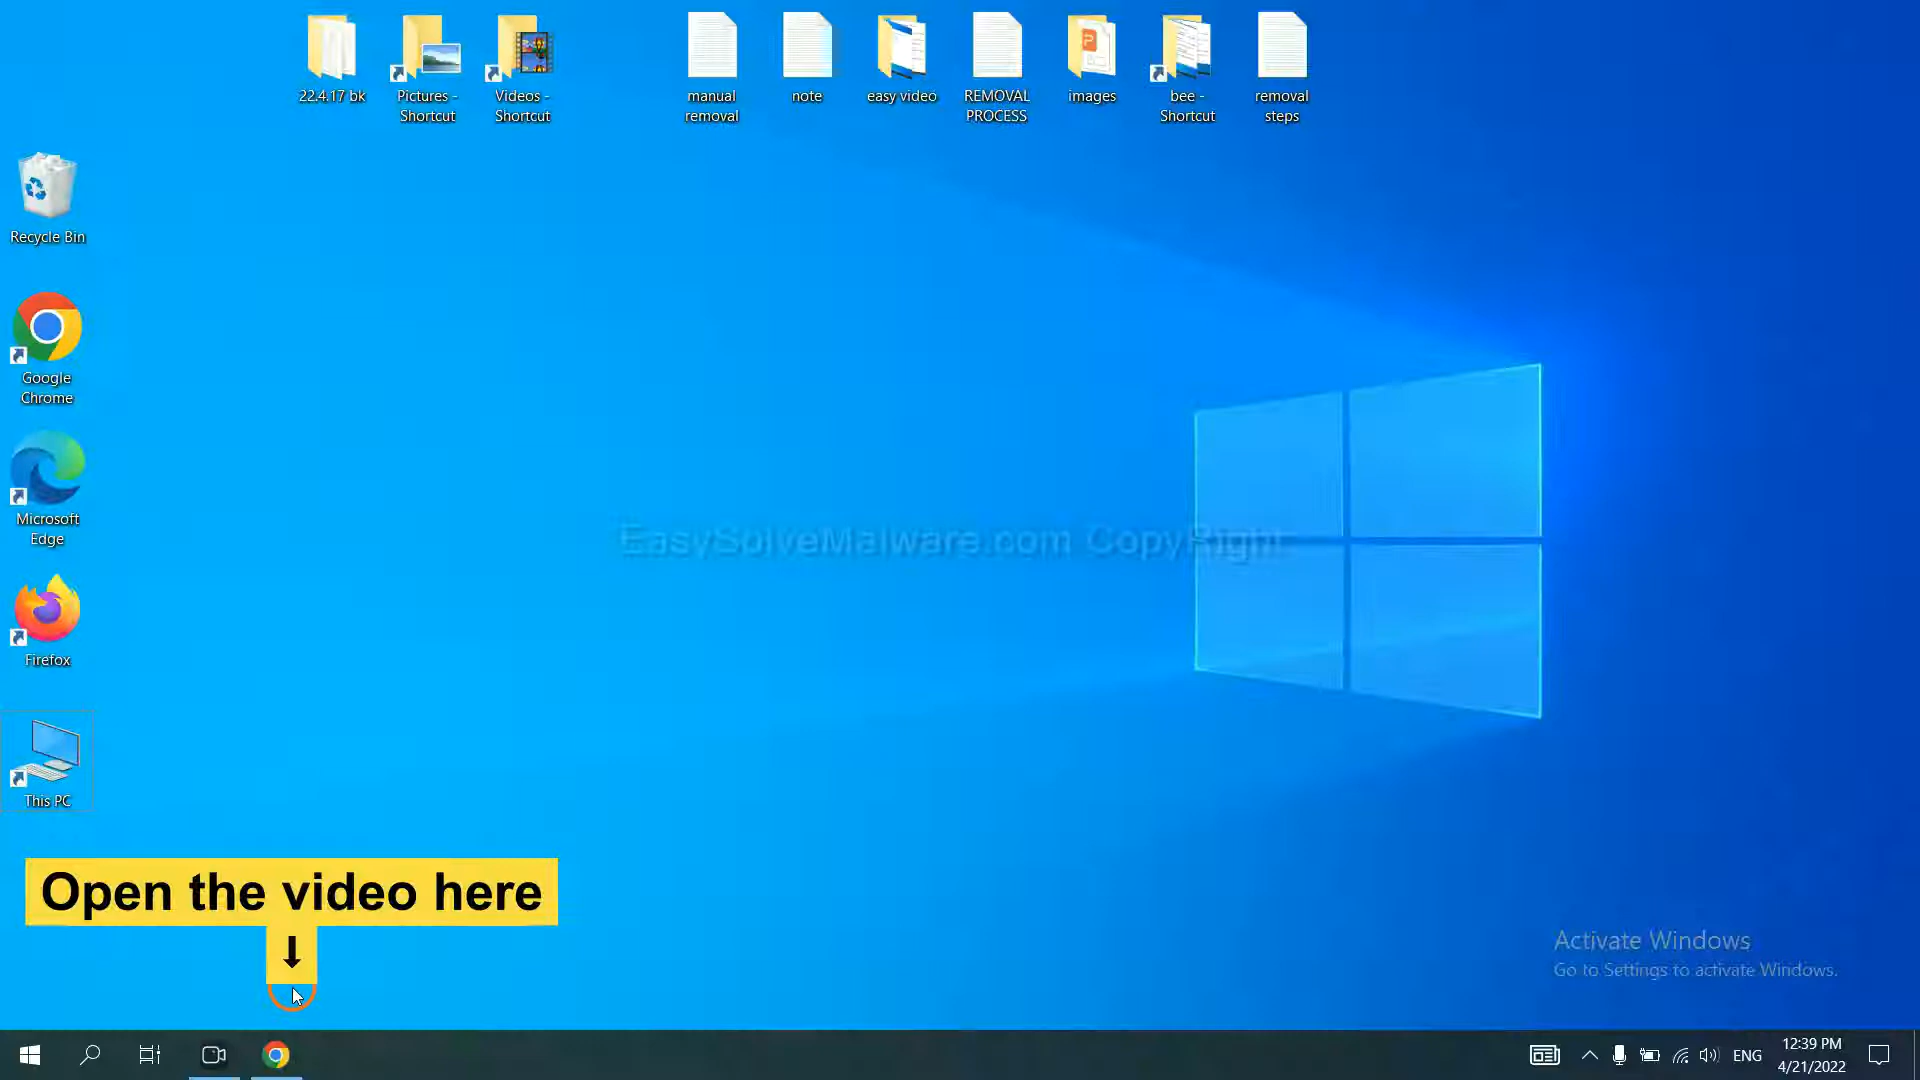 22.4.17 bk
Pictures -
Shortcut
Videos -
Shortcut
manual
removal
note
easy video
REMOVAL
PROCESS
images
bee -
Shortcut
removal
steps
Recycle Bin
Google
Chrome
Microsoft
Edge
Firefox
This PC
EasySolveMalware.com CopyRight
Open the video here
Activate Windows
Go to Settings to activate Windows.
ENG
12:39 PM
4/21/2022